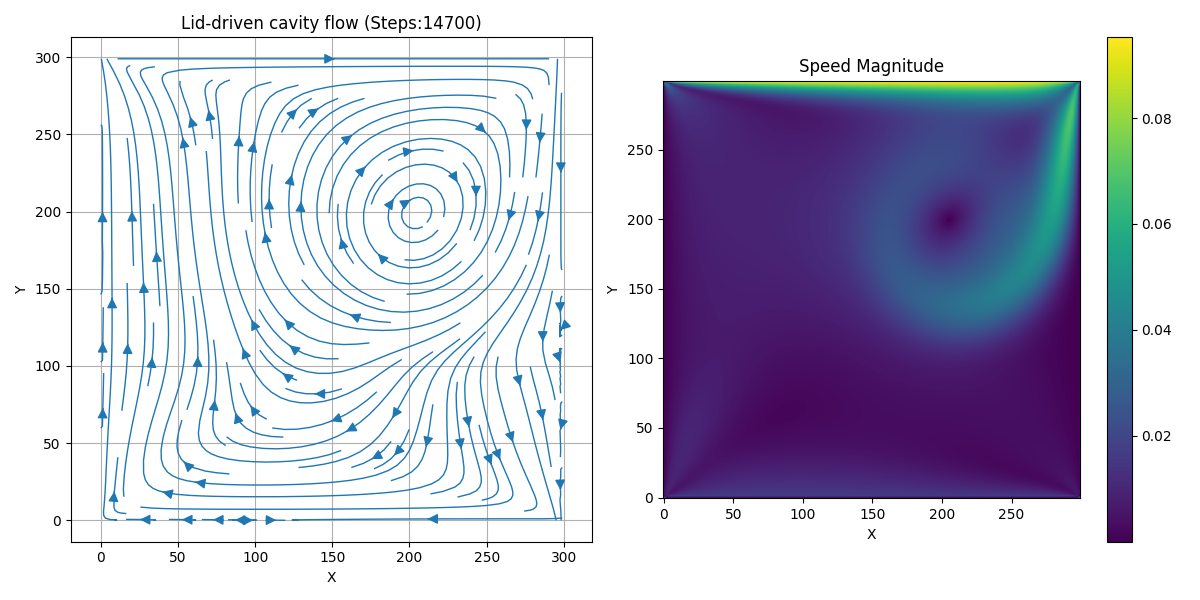 Lid-driven cavity flow (Steps:14700)
300
250
200
150
100
50
0
Y
0 50 100 150 200 250 300
X
Speed Magnitude
250
200
150
100
50
0
Y
0 50 100 150 200 250
X
0.08
0.06
0.04
0.02